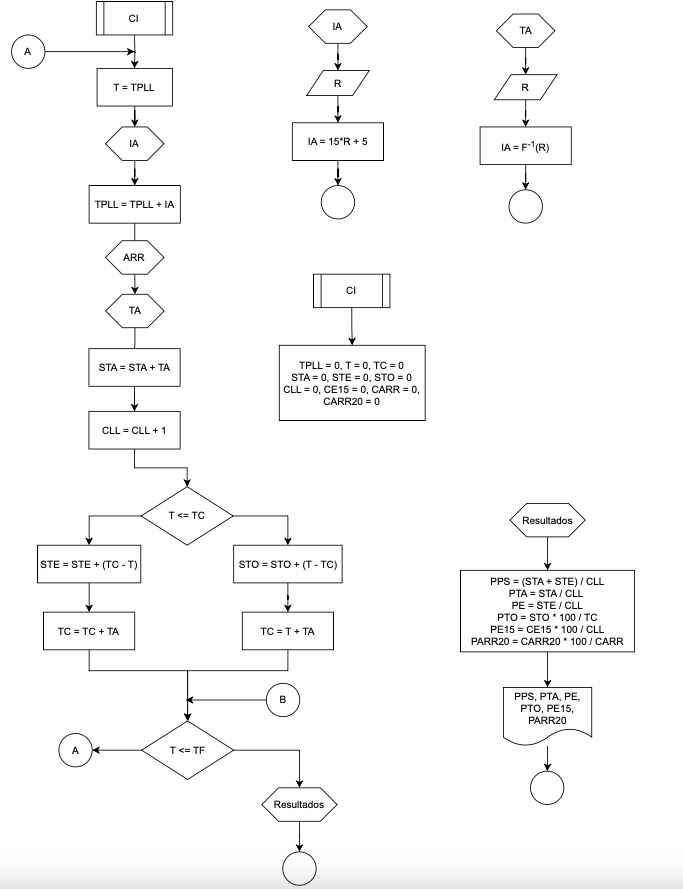 CI
A
T = TPLL
IA
TPLL = TPLL + IA
ARR
TA
STA = STA + TA
CLL = CLL + 1
T <= TC
STE = STE + (TC - T)
STO = STO + (T - TC)
TC = TC + TA
TC = T + TA
B
A
T <= TF
Resultados
IA
R
IA = 15*R + 5
TA
R
IA = F⁻¹(R)
CI
TPLL = 0, T = 0, TC = 0
STA = 0, STE = 0, STO = 0
CLL = 0, CE15 = 0, CARR = 0,
CARR20 = 0
Resultados
PPS = (STA + STE) / CLL
PTA = STA / CLL
PE = STE / CLL
PTO = STO * 100 / TC
PE15 = CE15 * 100 / CLL
PARR20 = CARR20 * 100 / CARR
PPS, PTA, PE,
PTO, PE15,
PARR20